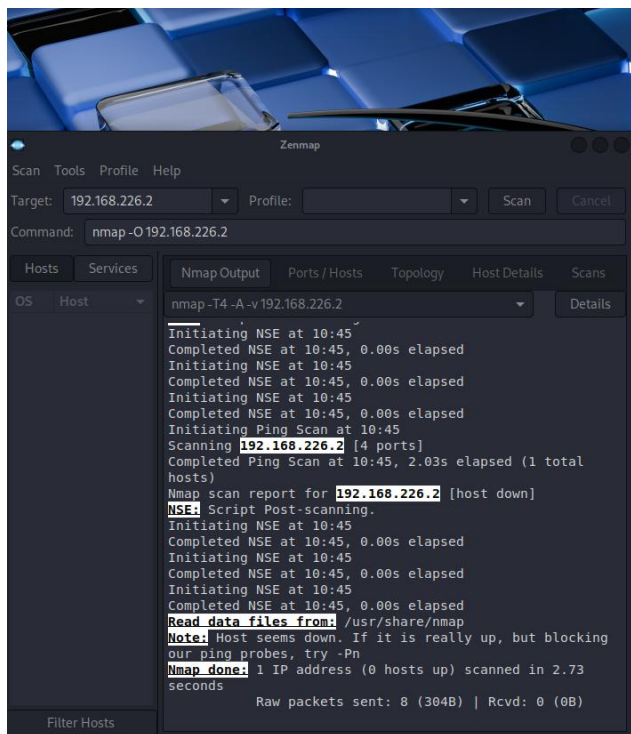 Zenmap
Scan Tools Profile Help
Target: 192.168.226.2 Profile: Scan Cancel
Command: nmap -O 192.168.226.2
Hosts Services Nmap Output Ports / Hosts Topology Host Details Scans
OS Host nmap -T4 -A -v 192.168.226.2 Details
Initiating NSE at 10:45
Completed NSE at 10:45, 0.00s elapsed
Initiating NSE at 10:45
Completed NSE at 10:45, 0.00s elapsed
Initiating NSE at 10:45
Completed NSE at 10:45, 0.00s elapsed
Initiating Ping Scan at 10:45
Scanning 192.168.226.2 [4 ports]
Completed Ping Scan at 10:45, 2.03s elapsed (1 total
hosts)
Nmap scan report for 192.168.226.2 [host down]
NSE: Script Post-scanning.
Initiating NSE at 10:45
Completed NSE at 10:45, 0.00s elapsed
Initiating NSE at 10:45
Completed NSE at 10:45, 0.00s elapsed
Initiating NSE at 10:45
Completed NSE at 10:45, 0.00s elapsed
Read data files from: /usr/share/nmap
Note: Host seems down. If it is really up, but blocking
our ping probes, try -Pn
Nmap done: 1 IP address (0 hosts up) scanned in 2.73
seconds
Raw packets sent: 8 (304B) | Rcvd: 0 (0B)
Filter Hosts